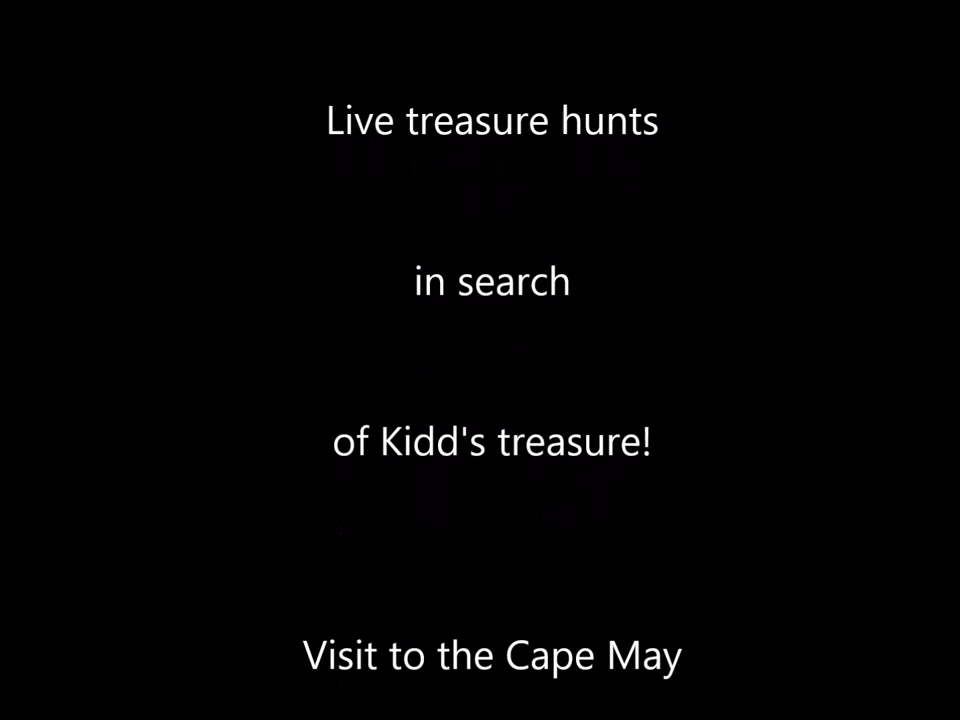 Live treasure hunts
in search
of Kidd's treasure!
Visit to the Cape May